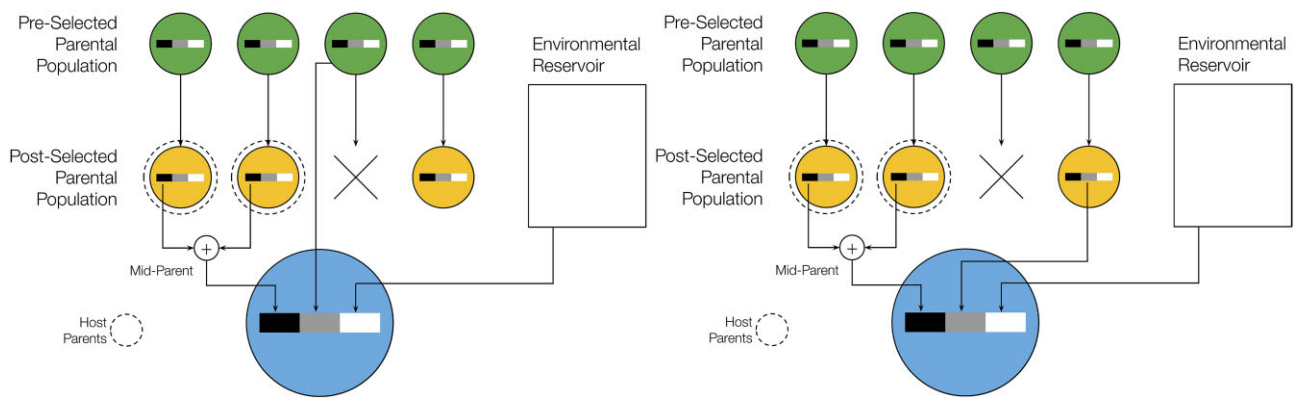 Pre-Selected
Parental
Population
Environmental
Reservoir
Post-Selected
Parental
Population
+
Mid-Parent
Host
Parents
Pre-Selected
Parental
Population
Environmental
Reservoir
Post-Selected
Parental
Population
+
Mid-Parent
Host
Parents